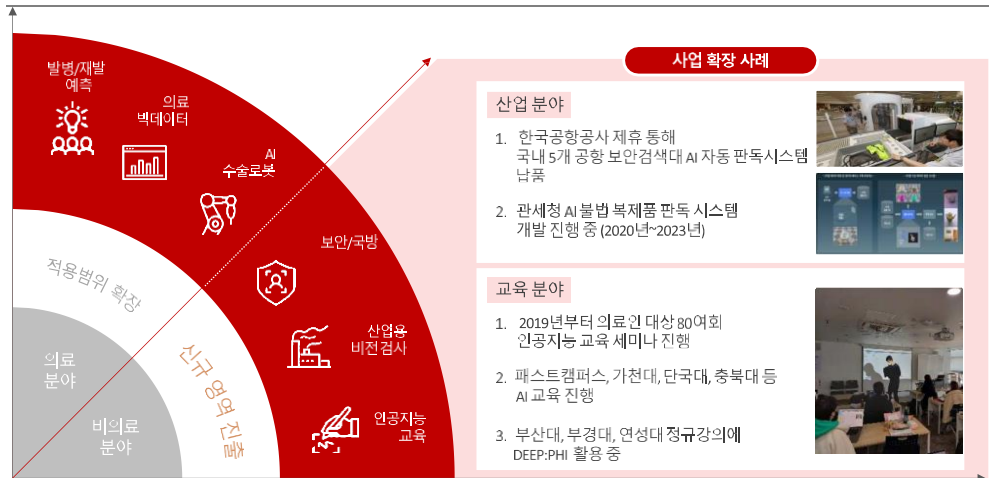 발병/재발
예측
의료
빅데이터
AI
수술로봇
보안/국방
산업용
비전검사
인공지능
교육
적용범위 확장
신규 영역 진출
의료
분야
비의료
분야
사업 확장 사례
산업 분야
1. 한국공항공사 제휴 통해
국내 5개 공항 보안검색대 AI 자동 판독시스템
납품
2. 관세청 AI 불법 복제품 판독 시스템
개발 진행 중 (2020년~2023년)
교육 분야
1. 2019년부터 의료인 대상 80여회
인공지능 교육 세미나 진행
2. 패스트캠퍼스, 가천대, 단국대, 충북대 등
AI 교육 진행
3. 부산대, 부경대, 연성대 정규강의에
DEEP:PHI 활용 중